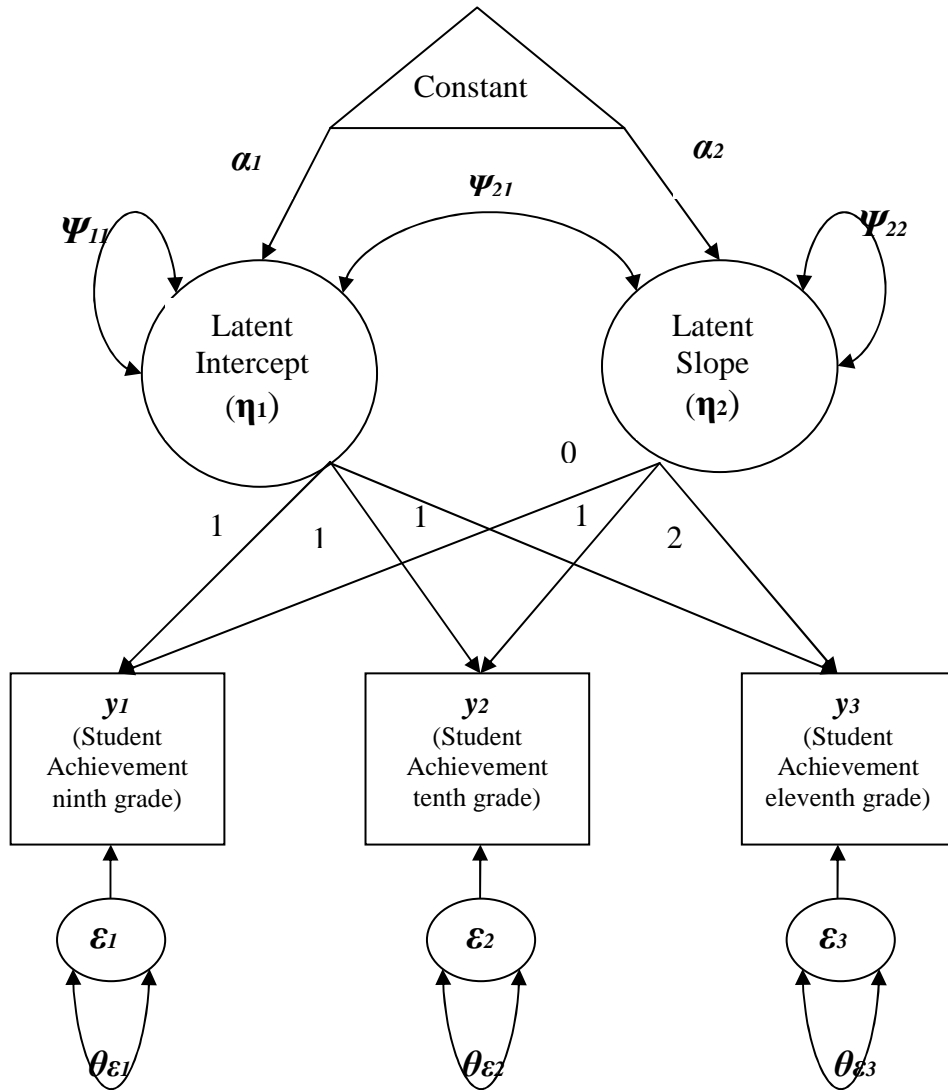 Constant
α1
α2
Ψ21
Ψ11
Ψ22
Latent
Intercept
(η1)
Latent
Slope
(η2)
0
1
1
1
1
2
y1
(Student
Achievement
ninth grade)
y2
(Student
Achievement
tenth grade)
y3
(Student
Achievement
eleventh grade)
ε1
ε2
ε3
θε1
θε2
θε3